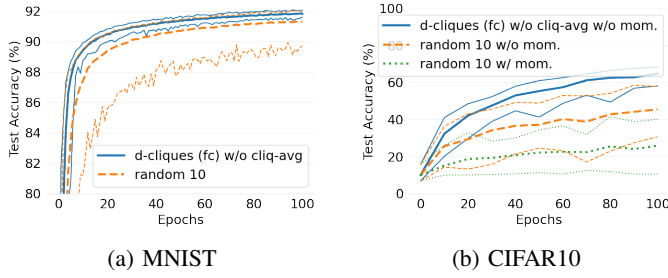 92
90
88
86
84
82
80
Test Accuracy (%)
d-cliques (fc) w/o cliq-avg
random 10
0 20 40 60 80 100
Epochs
(a) MNIST
100
80
60
40
20
0
Test Accuracy (%)
d-cliques (fc) w/o cliq-avg w/o mom.
random 10 w/o mom.
random 10 w/ mom.
0 20 40 60 80 100
Epochs
(b) CIFAR10